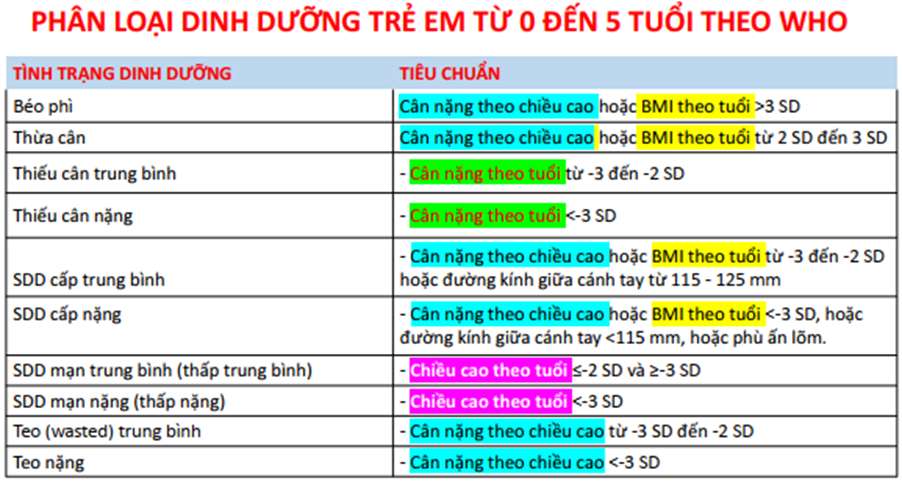 PHÂN LOẠI DINH DƯỠNG TRẺ EM TỪ 0 ĐẾN 5 TUỔI THEO WHO
TÌNH TRẠNG DINH DƯỠNG TIÊU CHUẨN
Béo phì Cân nặng theo chiều cao hoặc BMI theo tuổi >3 SD
Thừa cân Cân nặng theo chiều cao hoặc BMI theo tuổi từ 2 SD đến 3 SD
Thiếu cân trung bình - Cân nặng theo tuổi từ -3 đến -2 SD
Thiếu cân nặng - Cân nặng theo tuổi <-3 SD
- Cân nặng theo chiều cao hoặc BMI theo tuổi từ -3 đến -2 SD
SDD cấp trung bình hoặc đường kính giữa cánh tay từ 115 - 125 mm
SDD cấp nặng - Cân nặng theo chiều cao hoặc BMI theo tuổi <-3 SD, hoặc
đường kính giữa cánh tay <115 mm, hoặc phù ấn lõm.
SDD mạn trung bình (thấp trung bình) - Chiều cao theo tuổi ≤-2 SD và ≥-3 SD
SDD mạn nặng (thấp nặng) - Chiều cao theo tuổi <-3 SD
Teo (wasted) trung bình - Cân nặng theo chiều cao từ -3 SD đến -2 SD
Teo nặng - Cân nặng theo chiều cao <-3 SD